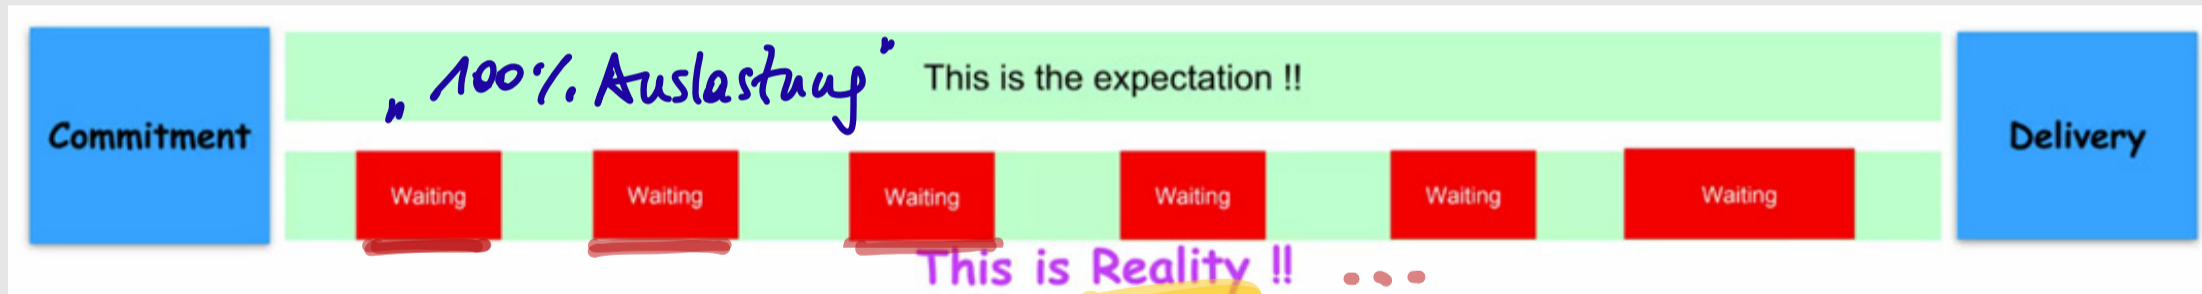 „100% Auslastung" This is the expectation !!
Commitment
Delivery
Waiting Waiting Waiting Waiting Waiting Waiting
This is Reality !! ...